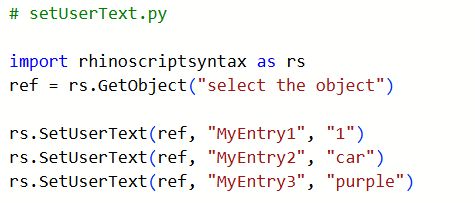 # setUserText.py
import rhinoscriptsyntax as rs
ref = rs.GetObject("select the object")
rs.SetUserText(ref, "MyEntry1", "1")
rs.SetUserText(ref, "MyEntry2", "car")
rs.SetUserText(ref, "MyEntry3", "purple")